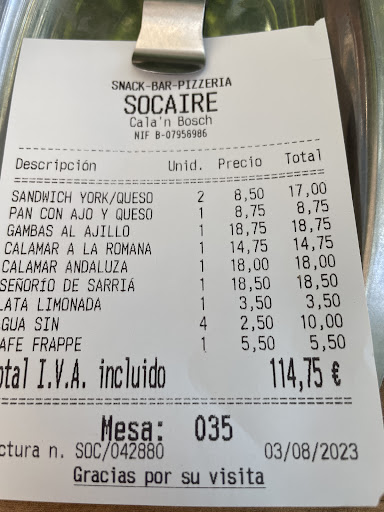 SNACK-BAR-PIZZERIA
SOCAIRE
Cala'n Bosch
NIF B-07958986
Descripción Unid. Precio Total
SANDWICH YORK/QUESO 2 8,50 17,00
PAN CON AJO Y QUESO 1 8,75 8,75
GAMBAS AL AJILLO 1 18,75 18,75
CALAMAR A LA ROMANA 1 14,75 14,75
CALAMAR ANDALUZA 1 18,00 18,00
SEÑORÍO DE SARRIÁ 1 18,50 18,50
LATA LIMONADA 1 3,50 3,50
GUA SIN 4 2,50 10,00
AFE FRAPPE 1 5,50 5,50
otal I.V.A. incluido 114,75 €
Mesa: 035
ctura n. SOC/042880 03/08/2023
Gracias por su visita